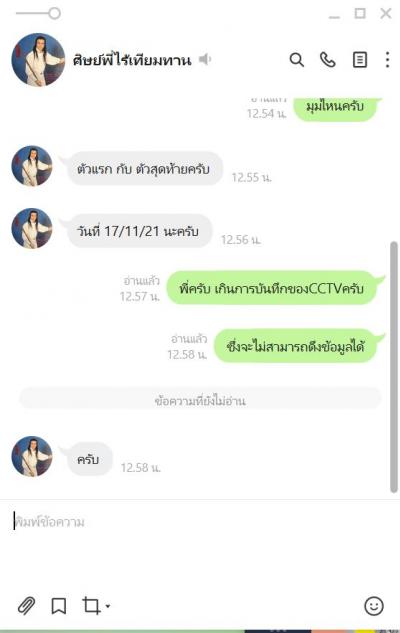 ศิษย์พี่ไร้เทียมทาน
อ่านแล้ว
12.54 น.
มุมไหนครับ
ตัวแรก กับ ตัวสุดท้ายครับ
12.55 น.
วันที่ 17/11/21 นะครับ
12.56 น.
อ่านแล้ว
12.57 น.
พี่ครับ เกินการบันทึกของCCTVครับ
อ่านแล้ว
12.58 น.
ซึ่งจะไม่สามารถดึงข้อมูลได้
ข้อความที่ยังไม่อ่าน
ครับ
12.58 น.
พิมพ์ข้อความ